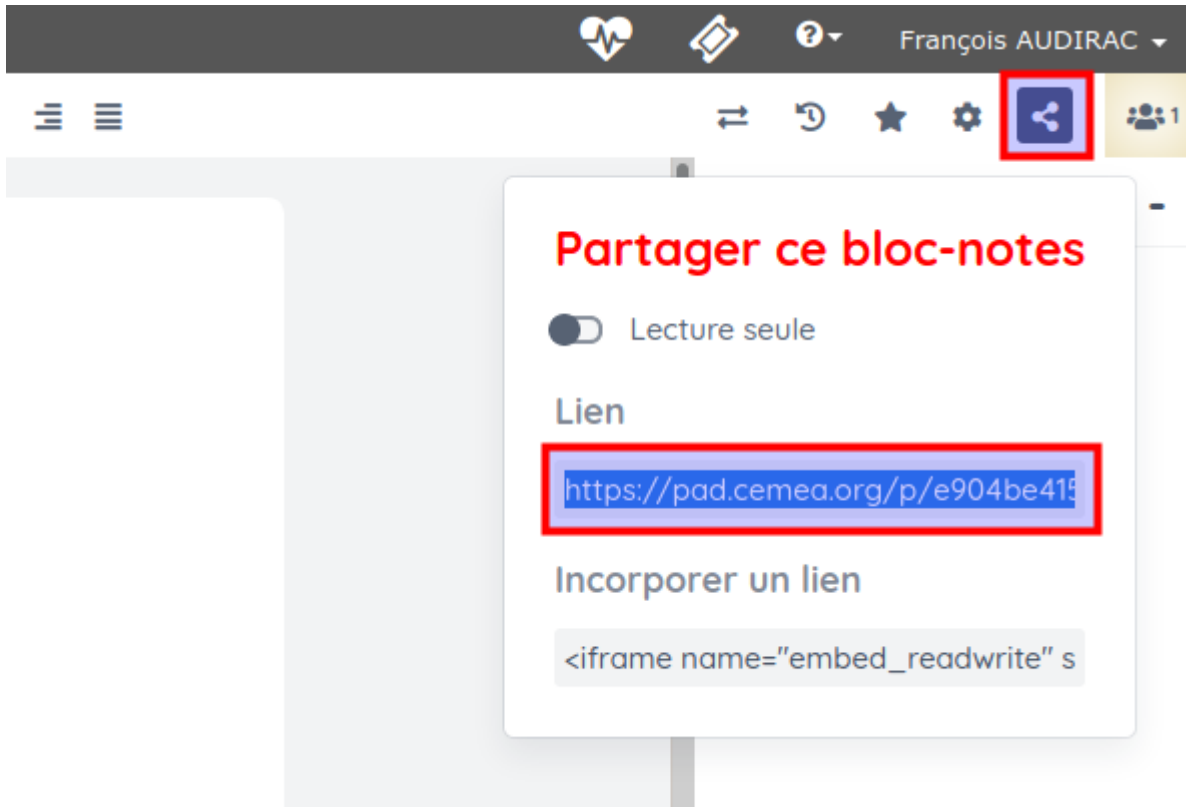 François AUDIRAC
1
Partager ce bloc-notes
Lecture seule
Lien
https://pad.cemea.org/p/e904be415
Incorporer un lien
<iframe name="embed_readwrite" s